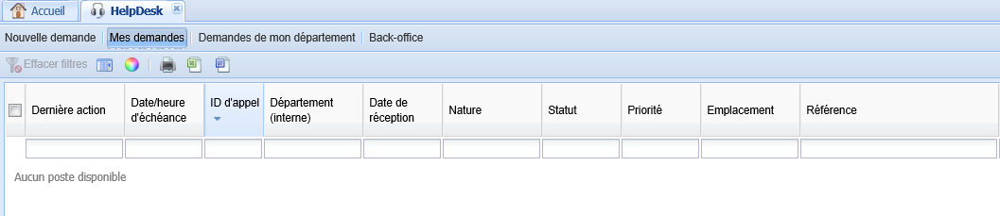 Accueil HelpDesk
Nouvelle demande Mes demandes Demandes de mon département Back-office
Effacer filtres
Dernière action Date/heure d'échéance ID d'appel Département (interne) Date de réception Nature Statut Priorité Emplacement Référence
Aucun poste disponible